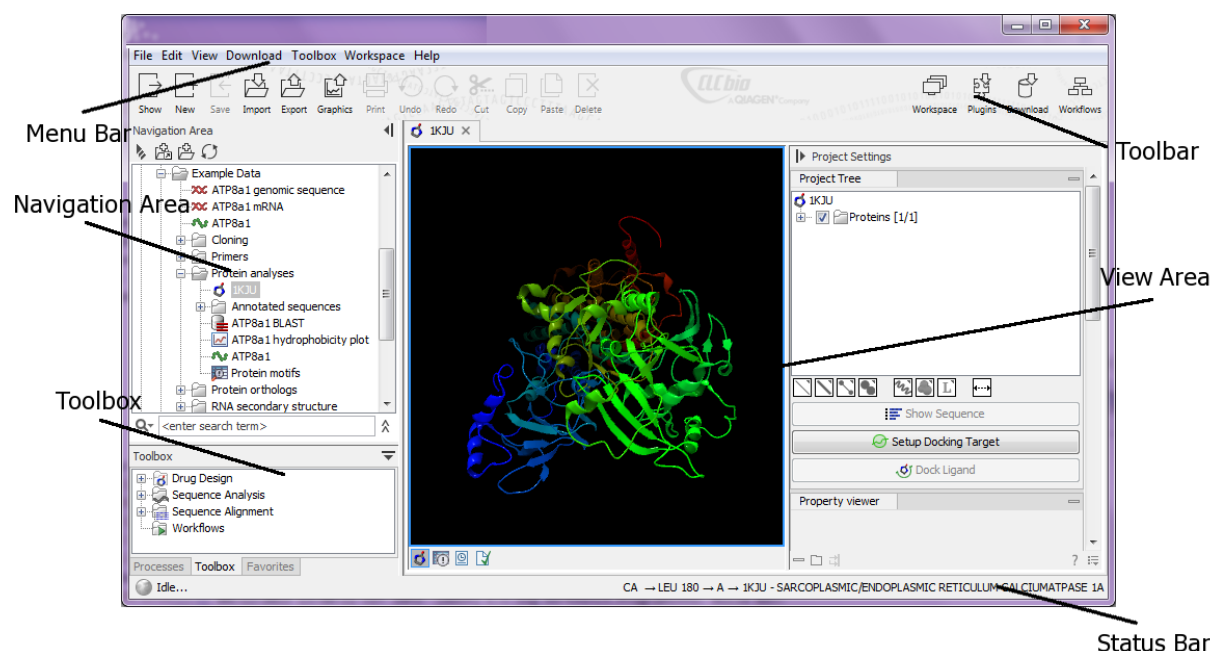 File Edit View Download Toolbox Workspace Help
Show New Save Import Export Graphics Print Undo Redo Cut Copy Paste Delete
CLC bio
A QIAGEN Company
Workspace Plugins Download Workflows
Menu Bar
Toolbar
Navigation Area
1KJU
Example Data
ATP8a1 genomic sequence
Navigation Area
ATP8a1 mRNA
ATP8a1
Cloning
Primers
Protein analyses
1KJU
Annotated sequences
ATP8a1 BLAST
ATP8a1 hydrophobicity plot
ATP8a1
Protein motifs
Protein orthologs
RNA secondary structure
<enter search term>
Toolbox
Toolbox
Drug Design
Sequence Analysis
Sequence Alignment
Workflows
Processes Toolbox Favorites
Idle...
Project Settings
Project Tree
1KJU
Proteins [1/1]
View Area
L
Show Sequence
Setup Docking Target
Dock Ligand
Property viewer
?
CA → LEU 180 → A → 1KJU - SARCOPLASMIC/ENDOPLASMIC RETICULUM CALCIUMATPASE 1A
Status Bar